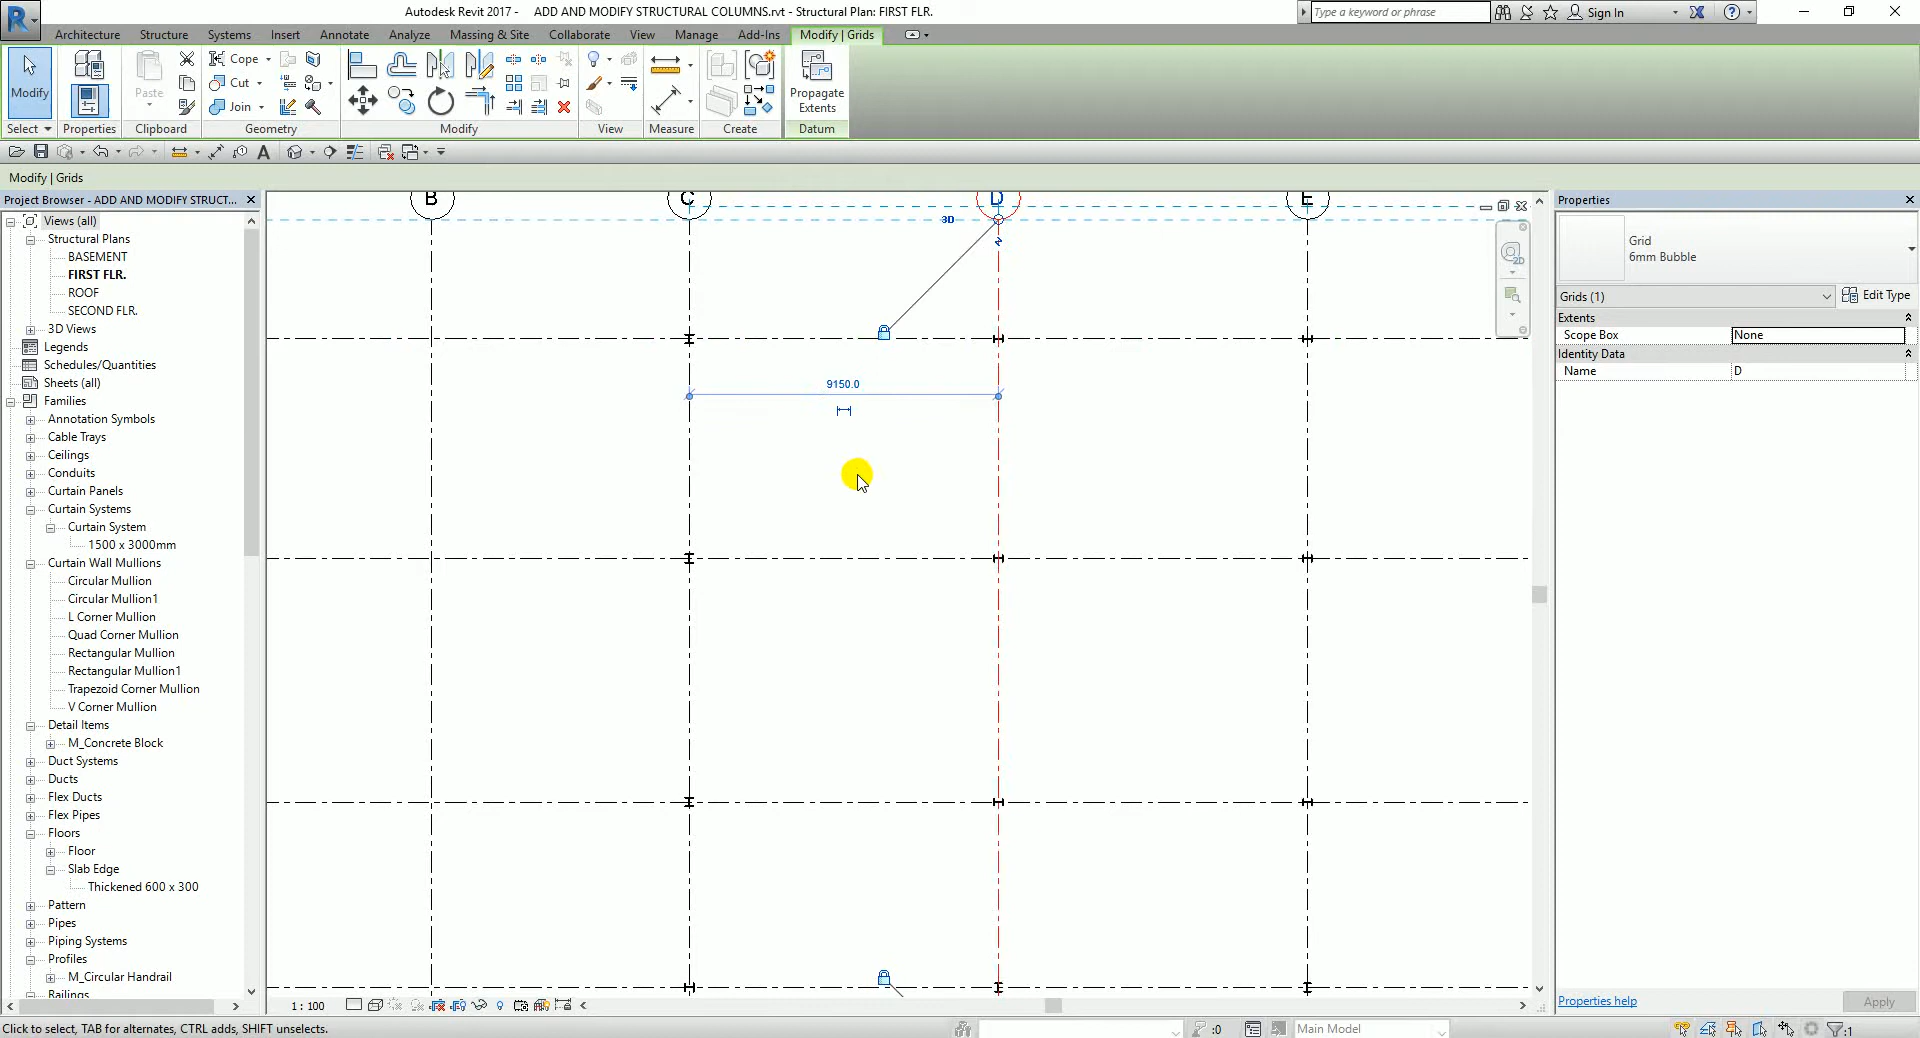 Autodesk Revit 2017 - ADD AND MODIFY STRUCTURAL COLUMNS.rvt - Structural Plan: FIRST FLR.
Type a keyword or phrase
Sign In
Architecture Structure Systems Insert Annotate Analyze Massing & Site Collaborate View Manage Add-Ins Modify | Grids
Modify
Paste
Cope
Cut
Join
Propagate
Extents
Select Properties Clipboard Geometry Modify View Measure Create Datum
Modify | Grids
Project Browser - ADD AND MODIFY STRUCT...
Views (all)
Structural Plans
BASEMENT
FIRST FLR.
ROOF
SECOND FLR.
3D Views
Legends
Schedules/Quantities
Sheets (all)
Families
Annotation Symbols
Cable Trays
Ceilings
Conduits
Curtain Panels
Curtain Systems
Curtain System
1500 x 3000mm
Curtain Wall Mullions
Circular Mullion
Circular Mullion1
L Corner Mullion
Quad Corner Mullion
Rectangular Mullion
Rectangular Mullion1
Trapezoid Corner Mullion
V Corner Mullion
Detail Items
M_Concrete Block
Duct Systems
Ducts
Flex Ducts
Flex Pipes
Floors
Floor
Slab Edge
Thickened 600 x 300
Pattern
Pipes
Piping Systems
Profiles
M_Circular Handrail
Railings
B C D E
3D
2D
9150.0
1 : 100
Properties
Grid
6mm Bubble
Grids (1)
Edit Type
Extents
Scope Box None
Identity Data
Name D
Properties help
Apply
Click to select, TAB for alternates, CTRL adds, SHIFT unselects.
:0
Main Model
:1